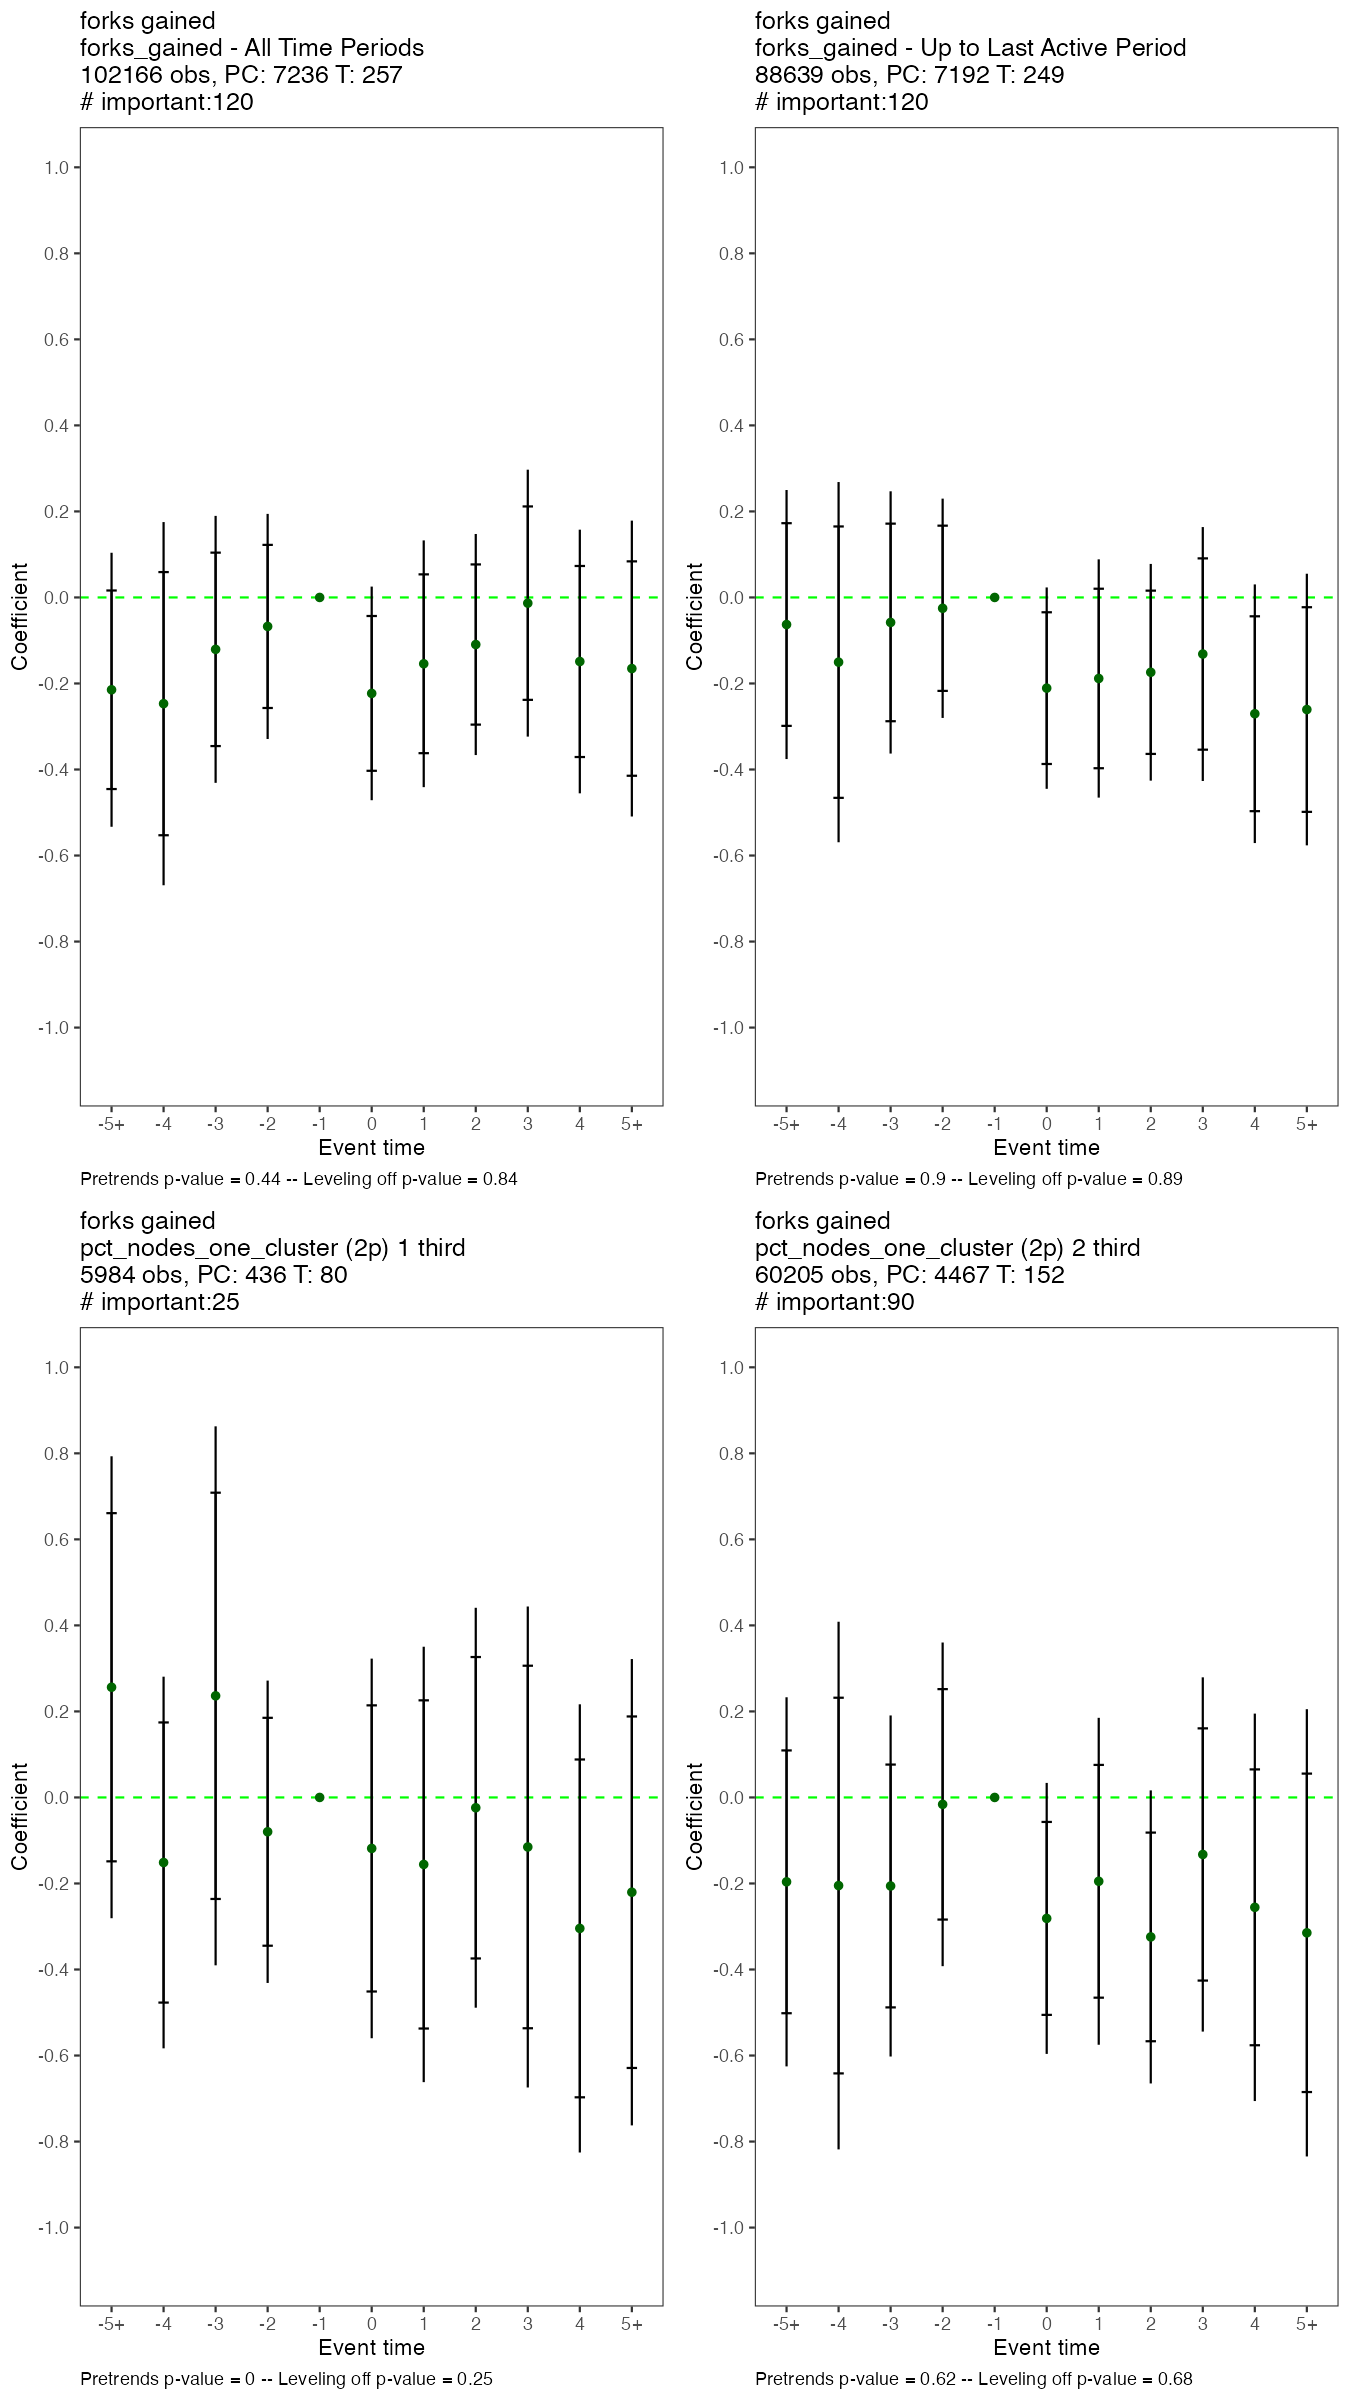 forks gained
forks_gained - All Time Periods
102166 obs, PC: 7236 T: 257
# important:120
1.0
0.8
0.6
0.4
0.2
0.0
-0.2
-0.4
-0.6
-0.8
-1.0
Coefficient
-5+ -4 -3 -2 -1 0 1 2 3 4 5+
Event time
Pretrends p-value = 0.44 -- Leveling off p-value = 0.84
forks gained
forks_gained - Up to Last Active Period
88639 obs, PC: 7192 T: 249
# important:120
1.0
0.8
0.6
0.4
0.2
0.0
-0.2
-0.4
-0.6
-0.8
-1.0
Coefficient
-5+ -4 -3 -2 -1 0 1 2 3 4 5+
Event time
Pretrends p-value = 0.9 -- Leveling off p-value = 0.89
forks gained
pct_nodes_one_cluster (2p) 1 third
5984 obs, PC: 436 T: 80
# important:25
1.0
0.8
0.6
0.4
0.2
0.0
-0.2
-0.4
-0.6
-0.8
-1.0
Coefficient
-5+ -4 -3 -2 -1 0 1 2 3 4 5+
Event time
Pretrends p-value = 0 -- Leveling off p-value = 0.25
forks gained
pct_nodes_one_cluster (2p) 2 third
60205 obs, PC: 4467 T: 152
# important:90
1.0
0.8
0.6
0.4
0.2
0.0
-0.2
-0.4
-0.6
-0.8
-1.0
Coefficient
-5+ -4 -3 -2 -1 0 1 2 3 4 5+
Event time
Pretrends p-value = 0.62 -- Leveling off p-value = 0.68